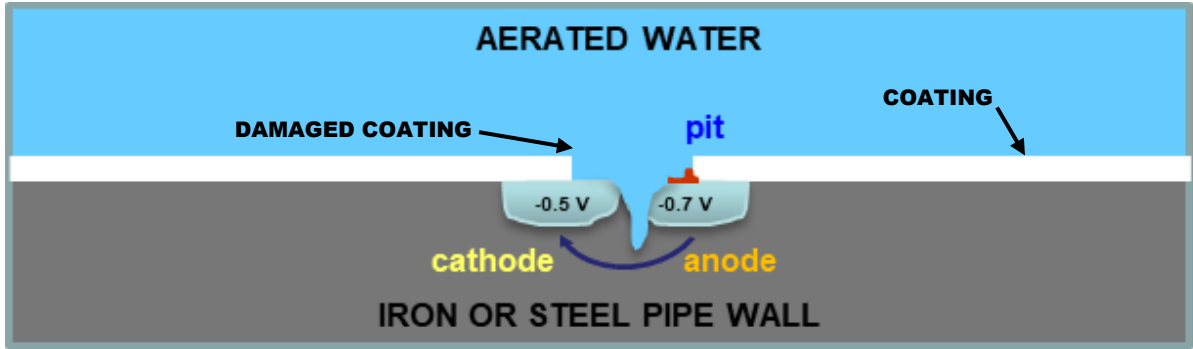 AERATED WATER
COATING
DAMAGED COATING
pit
-0.5 V
-0.7 V
cathode
anode
IRON OR STEEL PIPE WALL